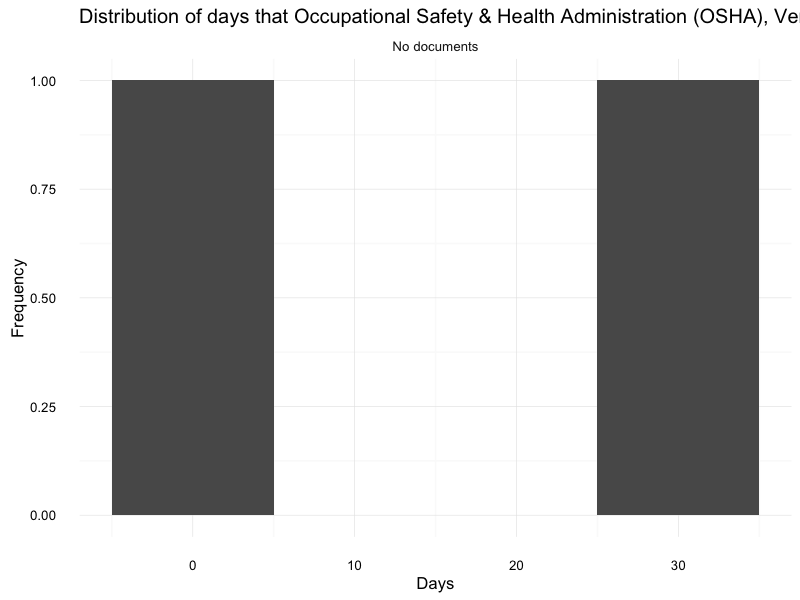 Distribution of days that Occupational Safety & Health Administration (OSHA), Ver
No documents
1.00
0.75
0.50
0.25
0.00
Frequency
0 10 20 30
Days